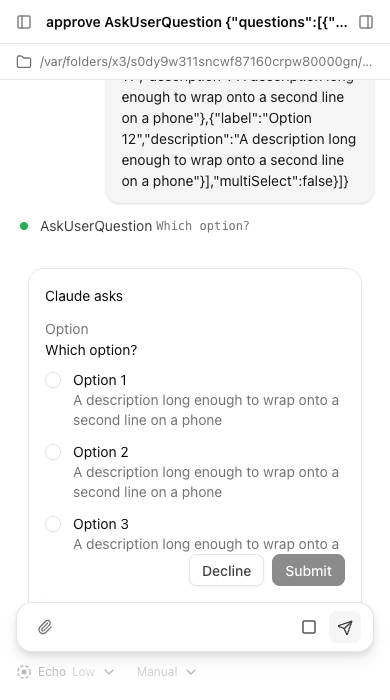 approve AskUserQuestion {"questions":[{"...
/var/folders/x3/s0dy9w311sncwf87160crpw80000gn/...
enough to wrap onto a second line
on a phone"},{"label":"Option
12","description":"A description long
enough to wrap onto a second line
on a phone"}],"multiSelect":false}]}
AskUserQuestion Which option?
Claude asks
Option
Which option?
Option 1
A description long enough to wrap onto a
second line on a phone
Option 2
A description long enough to wrap onto a
second line on a phone
Option 3
A description long enough to wrap onto a
Decline Submit
Echo Low Manual